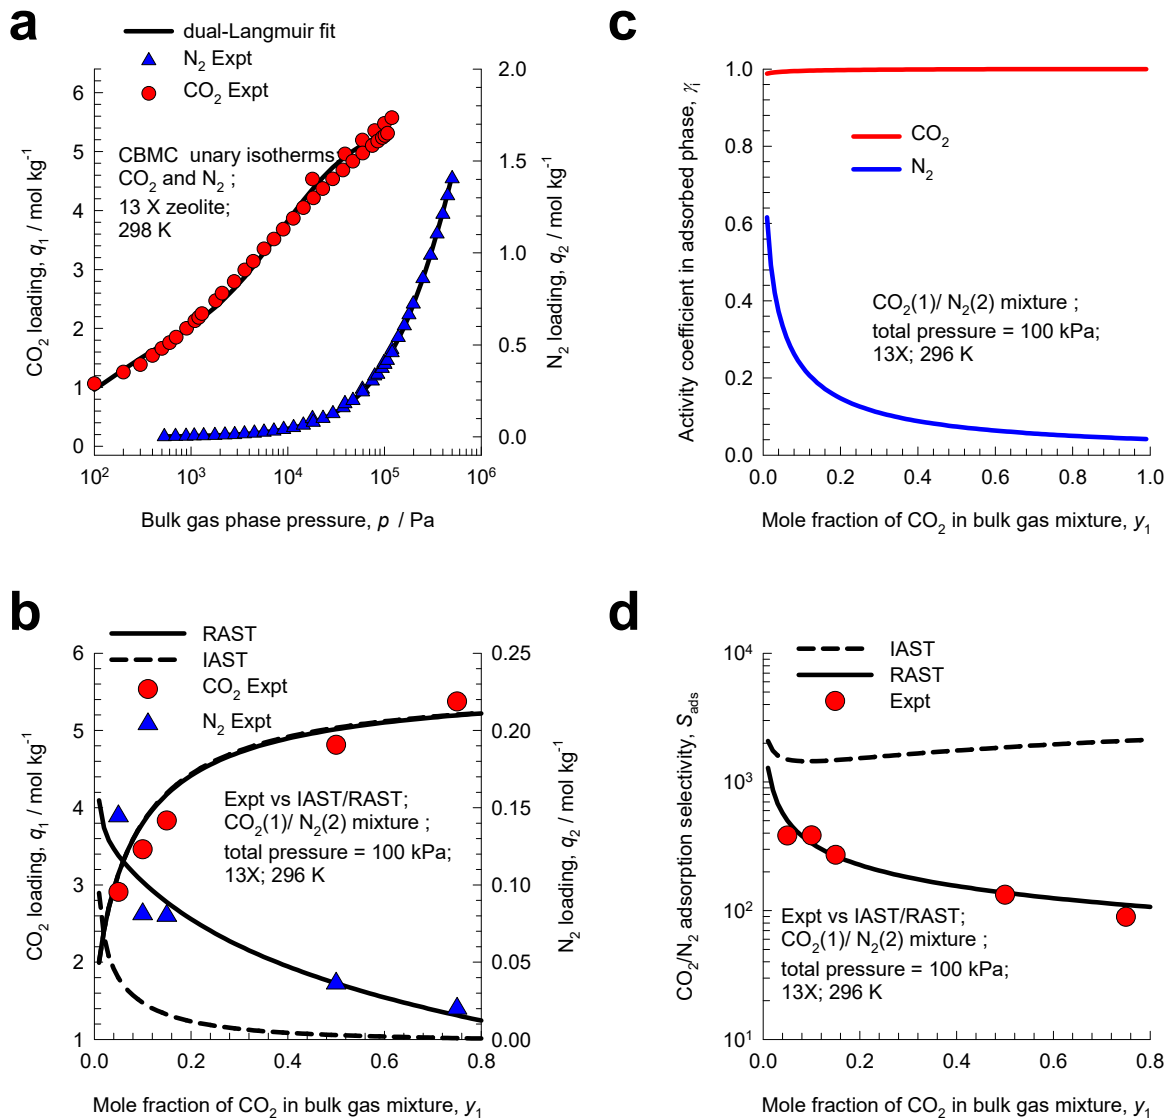 a
dual-Langmuir fit
N2 Expt
CO2 Expt
CBMC unary isotherms
CO2 and N2 ;
13 X zeolite;
298 K
CO2 loading, q1 / mol kg-1
0
1
2
3
4
5
6
N2 loading, q2 / mol kg-1
0.0
0.5
1.0
1.5
2.0
10^2
10^3
10^4
10^5
10^6
Bulk gas phase pressure, p / Pa
c
Activity coefficient in adsorbed phase, γi
0.0
0.2
0.4
0.6
0.8
1.0
CO2
N2
CO2(1)/ N2(2) mixture ;
total pressure = 100 kPa;
13X; 296 K
0.0
0.2
0.4
0.6
0.8
1.0
Mole fraction of CO2 in bulk gas mixture, y1
b
RAST
IAST
CO2 Expt
N2 Expt
Expt vs IAST/RAST;
CO2(1)/ N2(2) mixture ;
total pressure = 100 kPa;
13X; 296 K
CO2 loading, q1 / mol kg-1
1
2
3
4
5
6
N2 loading, q2 / mol kg-1
0.00
0.05
0.10
0.15
0.20
0.25
0.0
0.2
0.4
0.6
0.8
Mole fraction of CO2 in bulk gas mixture, y1
d
IAST
RAST
Expt
CO2/N2 adsorption selectivity, Sads
10^1
10^2
10^3
10^4
Expt vs IAST/RAST;
CO2(1)/ N2(2) mixture ;
total pressure = 100 kPa;
13X; 296 K
0.0
0.2
0.4
0.6
0.8
Mole fraction of CO2 in bulk gas mixture, y1